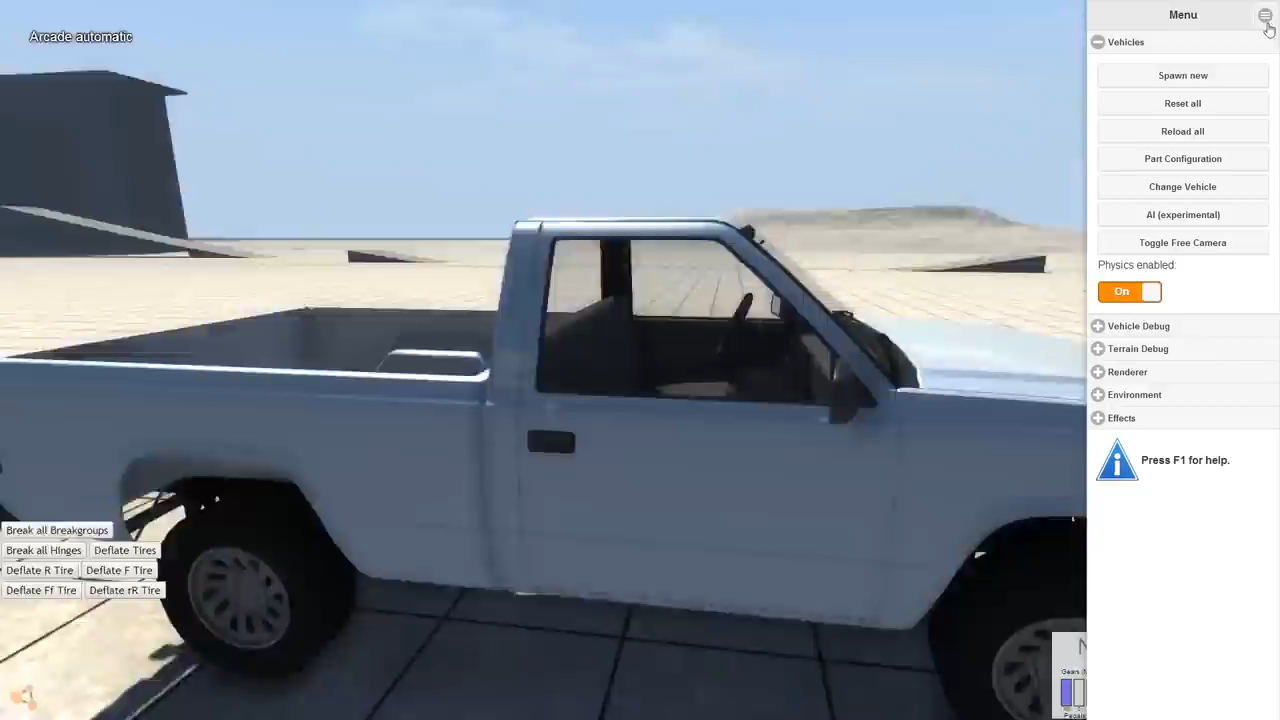 Arcade automatic
Menu
Vehicles
Spawn new
Reset all
Reload all
Part Configuration
Change Vehicle
AI (experimental)
Toggle Free Camera
Physics enabled:
On
Vehicle Debug
Terrain Debug
Renderer
Environment
Effects
Press F1 for help.
Break all Breakgroups
Break all Hinges Deflate Tires
Deflate R Tire Deflate F Tire
Deflate Ff Tire Deflate rR Tire
N
Gears
Pedals